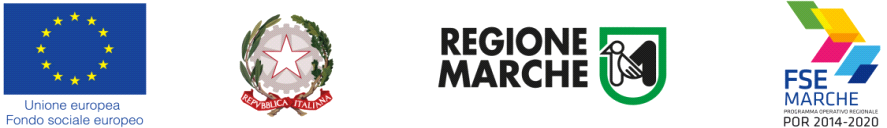 Unione europea
Fondo sociale europeo
REPVBBLICA ITALIANA
REGIONE
MARCHE
FSE
MARCHE
PROGRAMMA OPERATIVO REGIONALE
POR 2014-2020